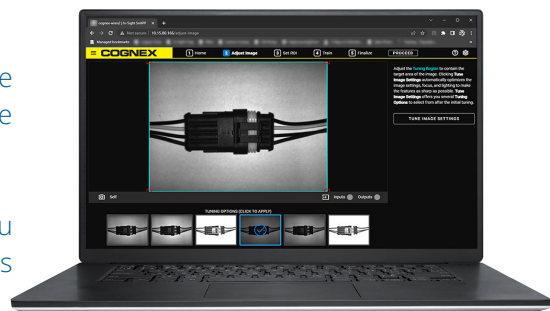 e
e
u
s
cognex-wired | In-Sight SnAPP
Not secure | 10.15.80.166/adjust-image
Managed bookmarks
COGNEX
1 Home
2 Adjust Image
3 Set ROI
4 Train
5 Finalize
PROCEED
Adjust the Tuning Region to contain the
target area of the image. Clicking Tune
Image Settings automatically optimizes the
image settings, focus, and lighting to make
the features as sharp as possible. Tune
Image Settings offers you several Tuning
Options to select from after the initial tuning.
TUNE IMAGE SETTINGS
Self
Inputs
Outputs
TUNING OPTIONS (CLICK TO APPLY)